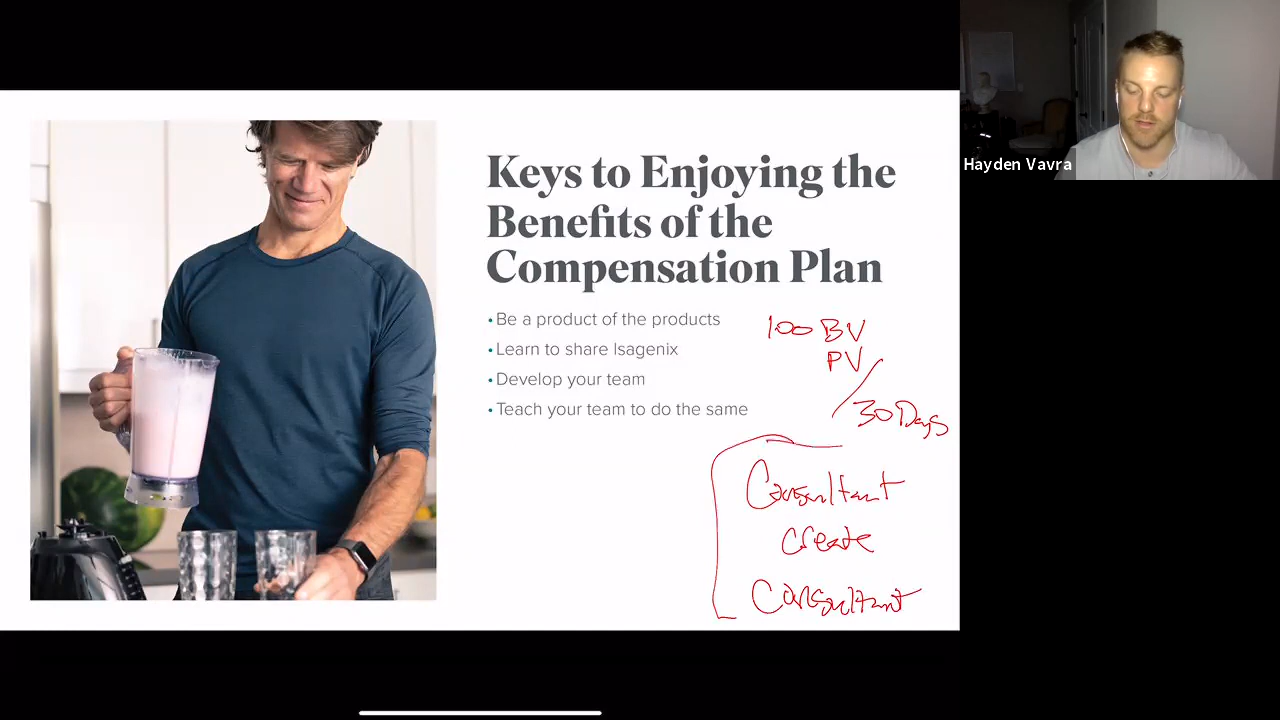 Keys to Enjoying the
Benefits of the
Compensation Plan
• Be a product of the products
• Learn to share Isagenix
• Develop your team
• Teach your team to do the same
100 BV
PV
/
30 Days
Consultant
create
Consultant
Hayden Vavra